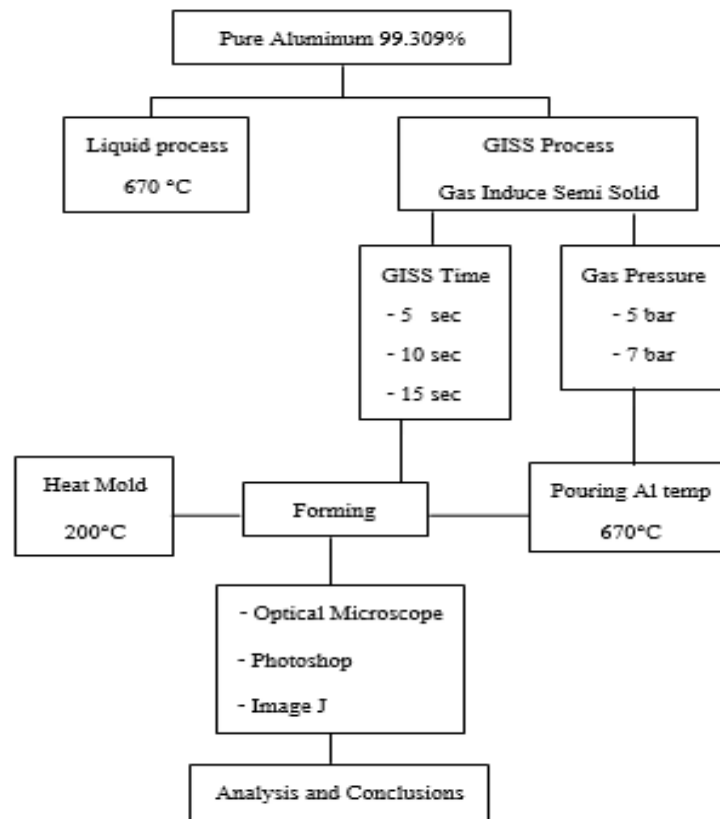 Pure Aluminum 99.309%
Liquid process
670 °C
GISS Process
Gas Induce Semi Solid
GISS Time
- 5 sec
- 10 sec
- 15 sec
Gas Pressure
- 5 bar
- 7 bar
Heat Mold
200°C
Forming
Pouring Al temp
670°C
- Optical Microscope
- Photoshop
- Image J
Analysis and Conclusions